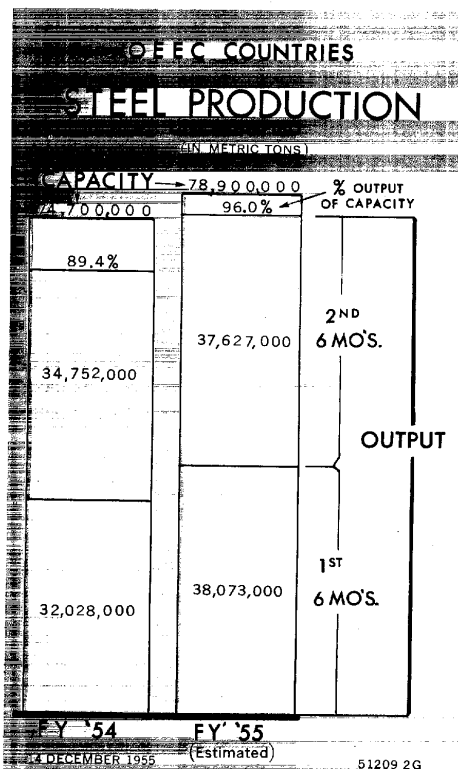 OEEC COUNTRIES
STEEL PRODUCTION
(IN METRIC TONS)
CAPACITY → 78,900,000
74,700,000
96.0%
% OUTPUT
OF CAPACITY
89.4%
37,627,000
2ND
6 MO'S.
34,752,000
OUTPUT
38,073,000
1ST
6 MO'S.
32,028,000
FY '54
FY' '55
(Estimated)
14 DECEMBER 1955
51209 2G